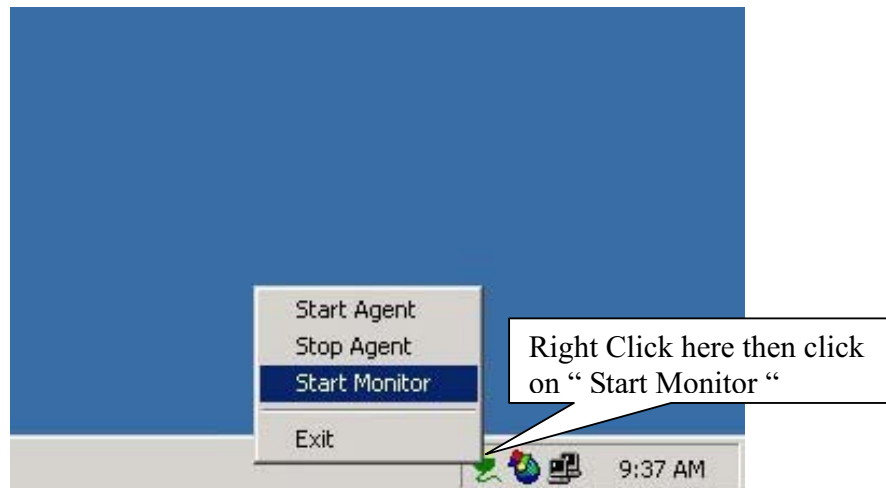 Start Agent
Stop Agent
Start Monitor
Exit
Right Click here then click
on “ Start Monitor “
9:37 AM